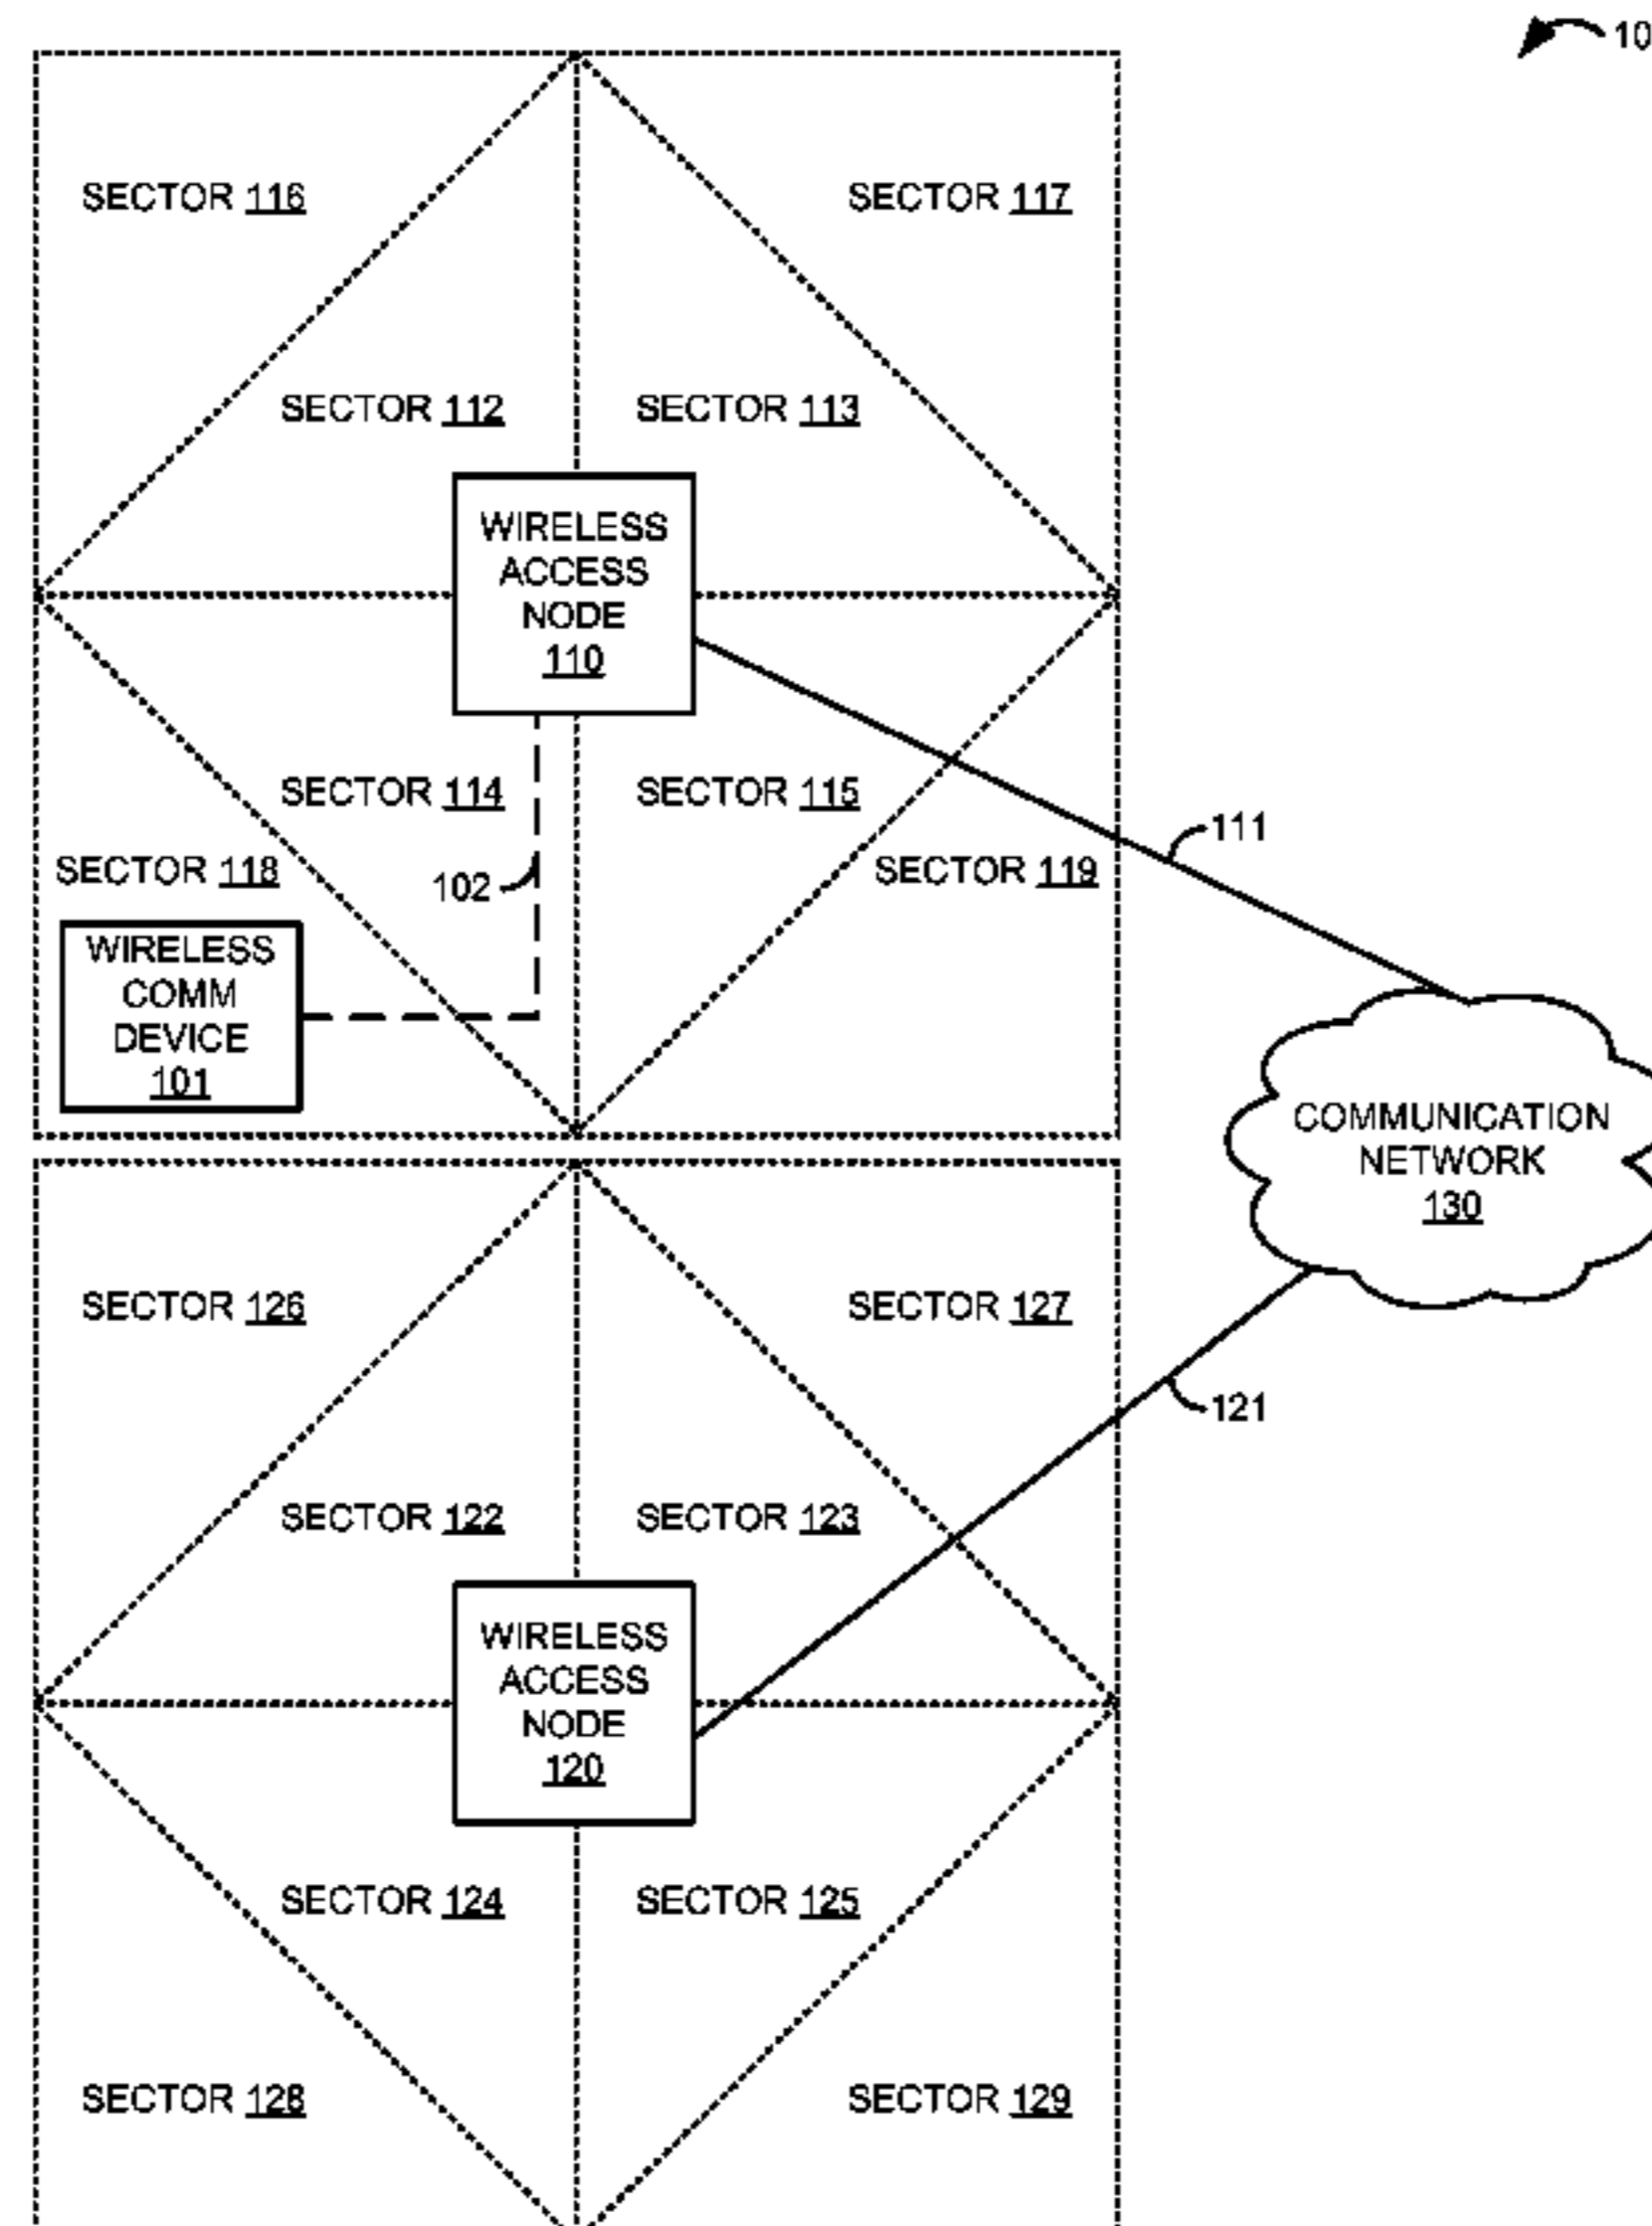 10
SECTOR 116
SECTOR 117
SECTOR 112
SECTOR 113
WIRELESS
ACCESS
NODE
110
SECTOR 114
SECTOR 115
111
SECTOR 118
102
SECTOR 119
WIRELESS
COMM
DEVICE
101
COMMUNICATION
NETWORK
130
SECTOR 126
SECTOR 127
121
SECTOR 122
SECTOR 123
WIRELESS
ACCESS
NODE
120
SECTOR 124
SECTOR 125
SECTOR 128
SECTOR 129